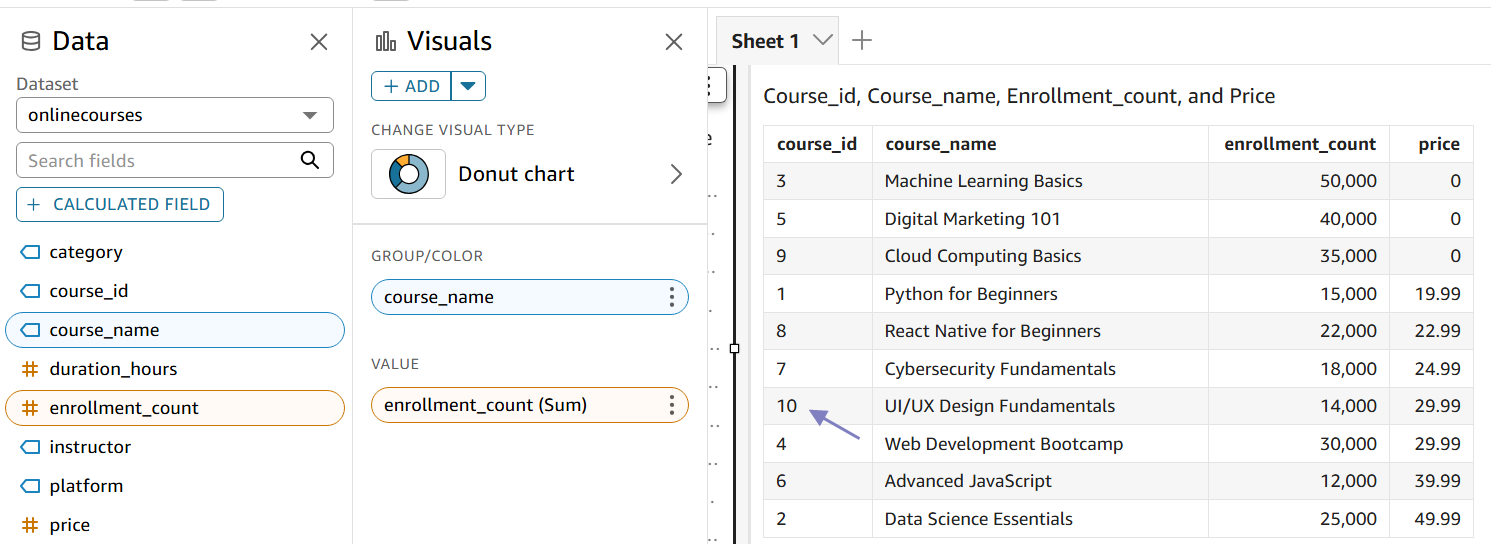 Data
Dataset
onlinecourses
Search fields
+ CALCULATED FIELD
category
course_id
course_name
duration_hours
enrollment_count
instructor
platform
price
Visuals
+ ADD
CHANGE VISUAL TYPE
Donut chart
GROUP/COLOR
course_name
VALUE
enrollment_count (Sum)
Sheet 1
Course_id, Course_name, Enrollment_count, and Price
course_id course_name enrollment_count price
3 Machine Learning Basics 50,000 0
5 Digital Marketing 101 40,000 0
9 Cloud Computing Basics 35,000 0
1 Python for Beginners 15,000 19.99
8 React Native for Beginners 22,000 22.99
7 Cybersecurity Fundamentals 18,000 24.99
10 UI/UX Design Fundamentals 14,000 29.99
4 Web Development Bootcamp 30,000 29.99
6 Advanced JavaScript 12,000 39.99
2 Data Science Essentials 25,000 49.99